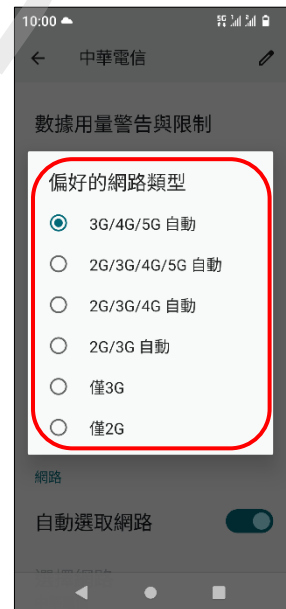 10:00
中華電信
數據用量警告與限制
偏好的網路類型
3G/4G/5G 自動
2G/3G/4G/5G 自動
2G/3G/4G 自動
2G/3G 自動
僅3G
僅2G
網路
自動選取網路